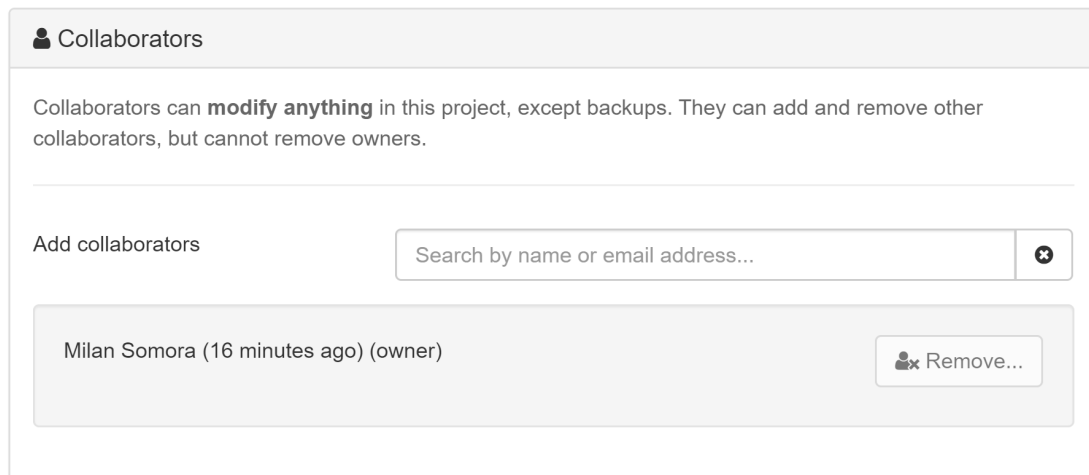 Collaborators
Collaborators can modify anything in this project, except backups. They can add and remove other
collaborators, but cannot remove owners.
Add collaborators
Search by name or email address...
Milan Somora (16 minutes ago) (owner)
Remove...